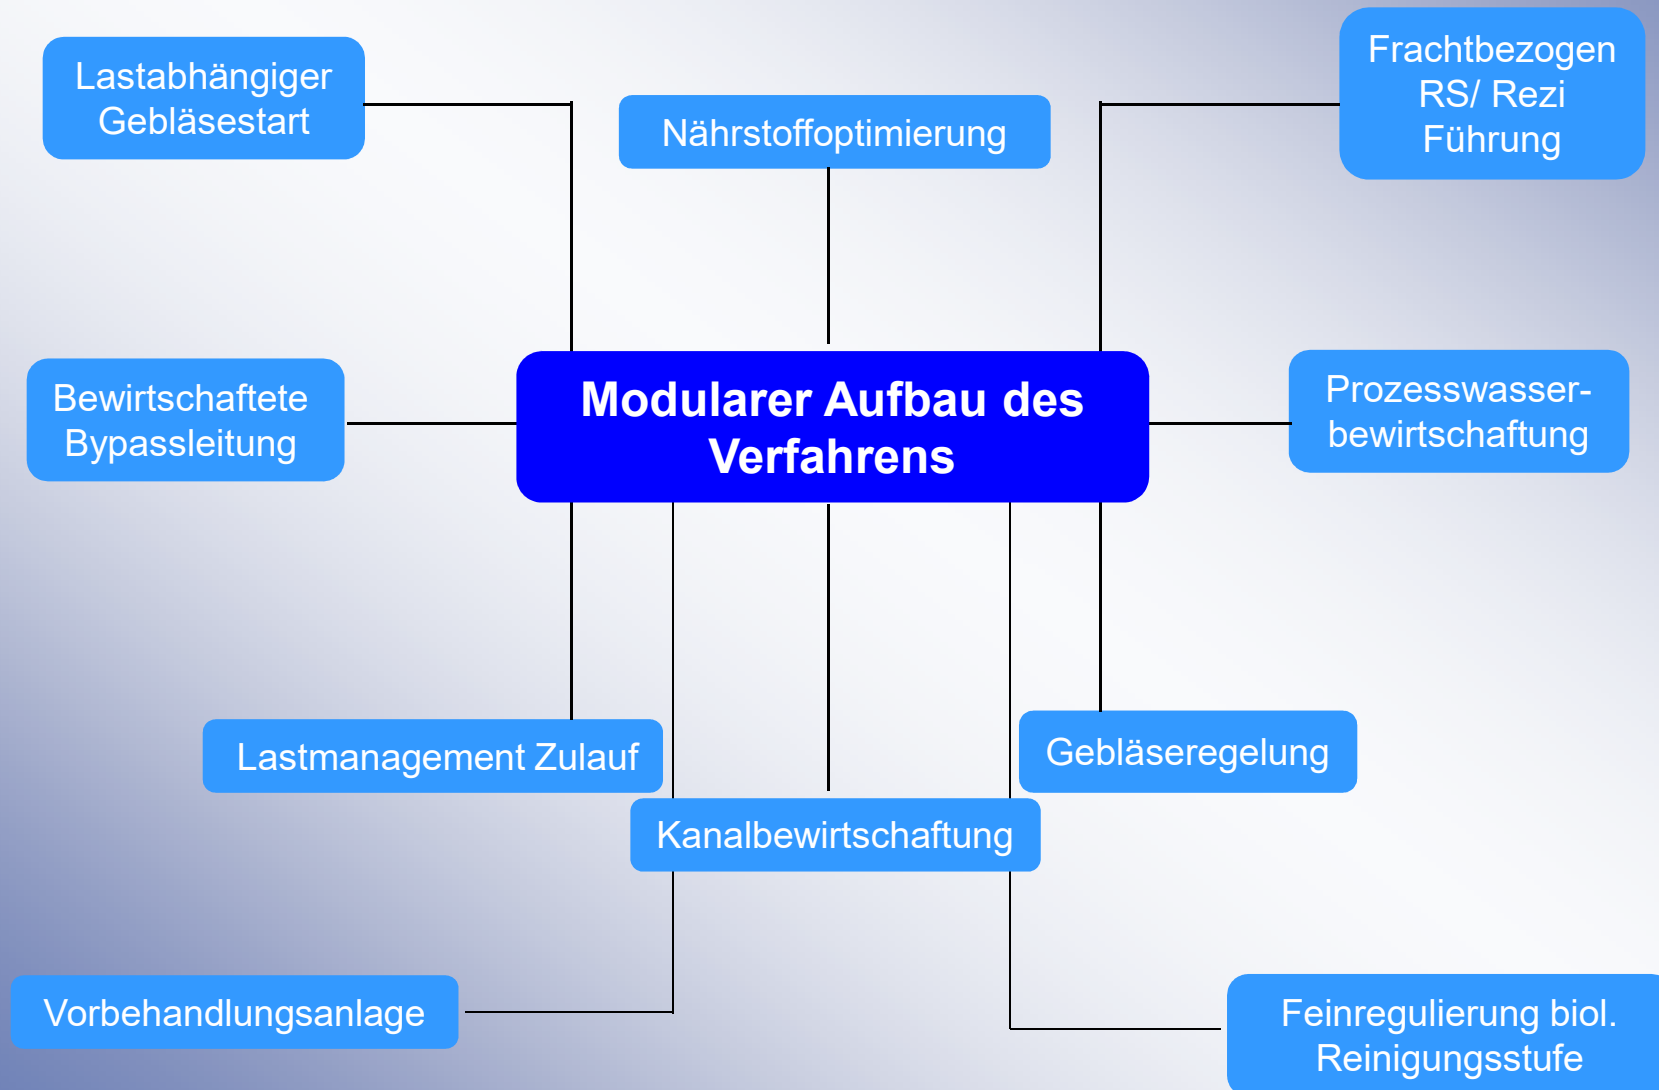 Lastabhängiger
Gebläsestart
Nährstoffoptimierung
Frachtbezogen
RS/ Rezi
Führung
Bewirtschaftete
Bypassleitung
Modularer Aufbau des
Verfahrens
Prozesswasser-
bewirtschaftung
Lastmanagement Zulauf
Gebläseregelung
Kanalbewirtschaftung
Vorbehandlungsanlage
Feinregulierung biol.
Reinigungsstufe